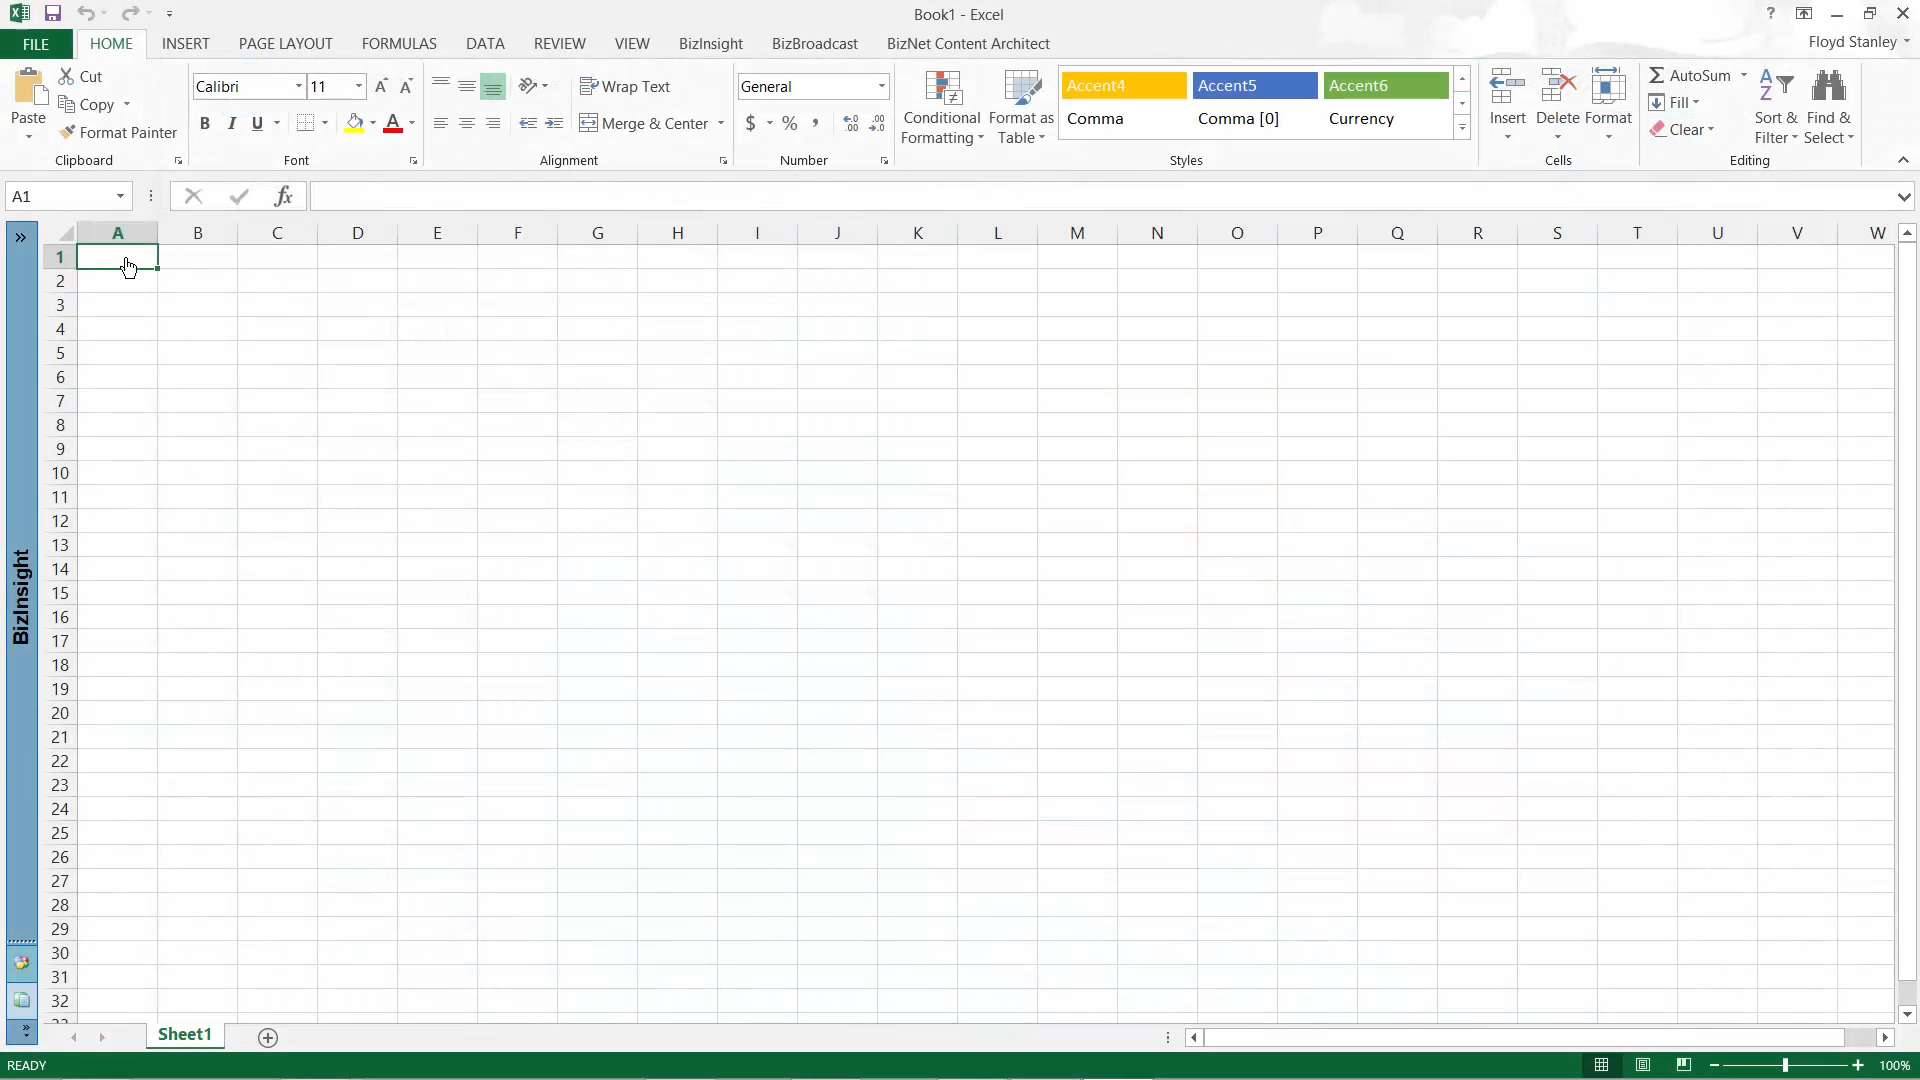 Book1 - Excel
?
FILE HOME INSERT PAGE LAYOUT FORMULAS DATA REVIEW VIEW BizInsight BizBroadcast BizNet Content Architect Floyd Stanley
Paste
Cut
Copy
Format Painter
Clipboard
Calibri 11
B I U A
Font
Wrap Text
Merge & Center
Alignment
General
$ % ,
Number
Conditional Formatting
Format as Table
Accent4 Accent5 Accent6
Comma Comma [0] Currency
Styles
Insert Delete Format
Cells
AutoSum
Fill
Clear
Sort & Filter
Find & Select
Editing
A1 fx
A B C D E F G H I J K L M N O P Q R S T U V W
1
2
3
4
5
6
7
8
9
10
11
12
13
14
15
16
17
18
19
20
21
22
23
24
25
26
27
28
29
30
31
32
BizInsight
Sheet1
READY 100%